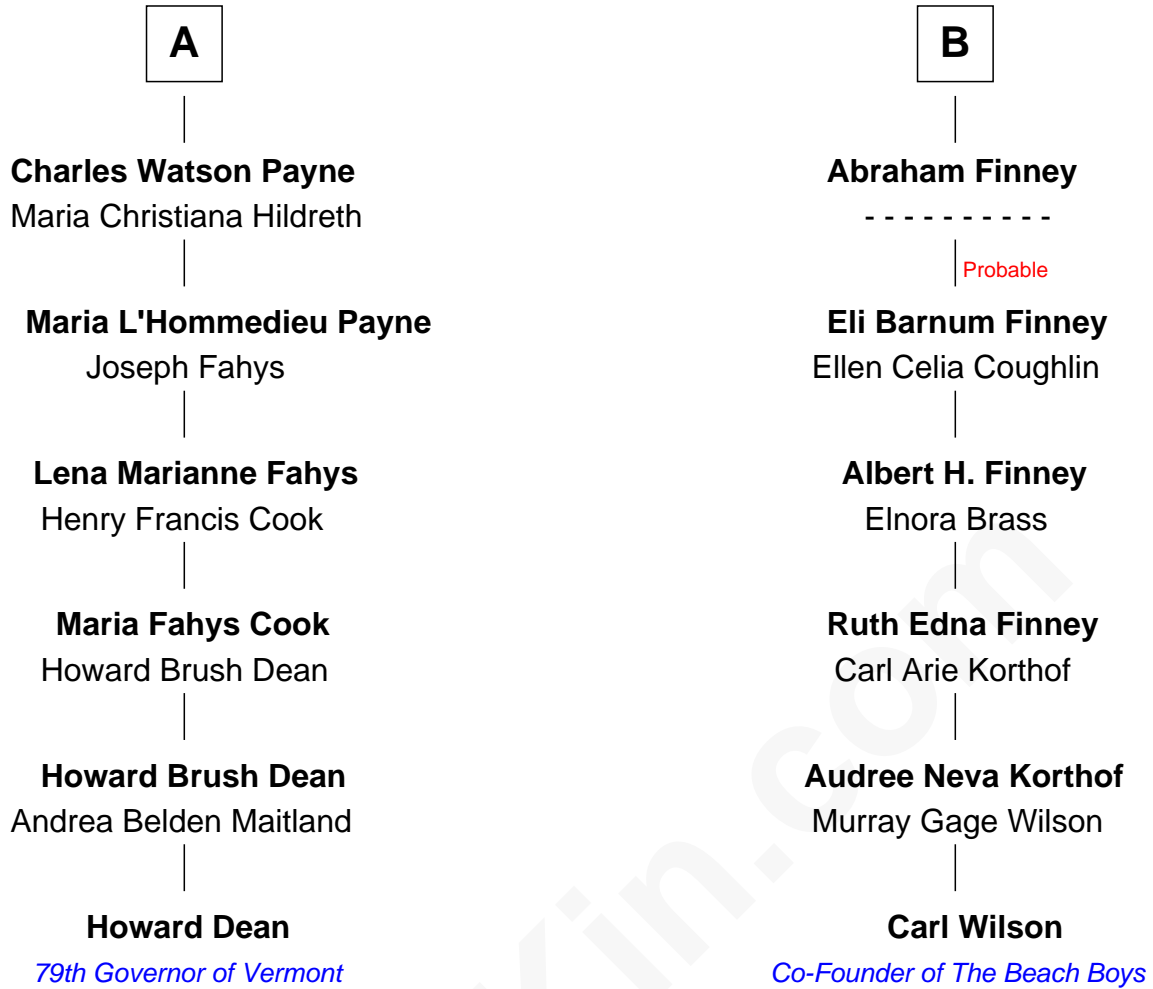 A
B
Charles Watson Payne
Maria Christiana Hildreth
Abraham Finney
- - - - - - - - - -
Probable
Maria L'Hommedieu Payne
Joseph Fahys
Eli Barnum Finney
Ellen Celia Coughlin
Lena Marianne Fahys
Henry Francis Cook
Albert H. Finney
Elnora Brass
Maria Fahys Cook
Howard Brush Dean
Ruth Edna Finney
Carl Arie Korthof
Howard Brush Dean
Andrea Belden Maitland
Audree Neva Korthof
Murray Gage Wilson
Howard Dean
79th Governor of Vermont
Carl Wilson
Co-Founder of The Beach Boys
Kin.com